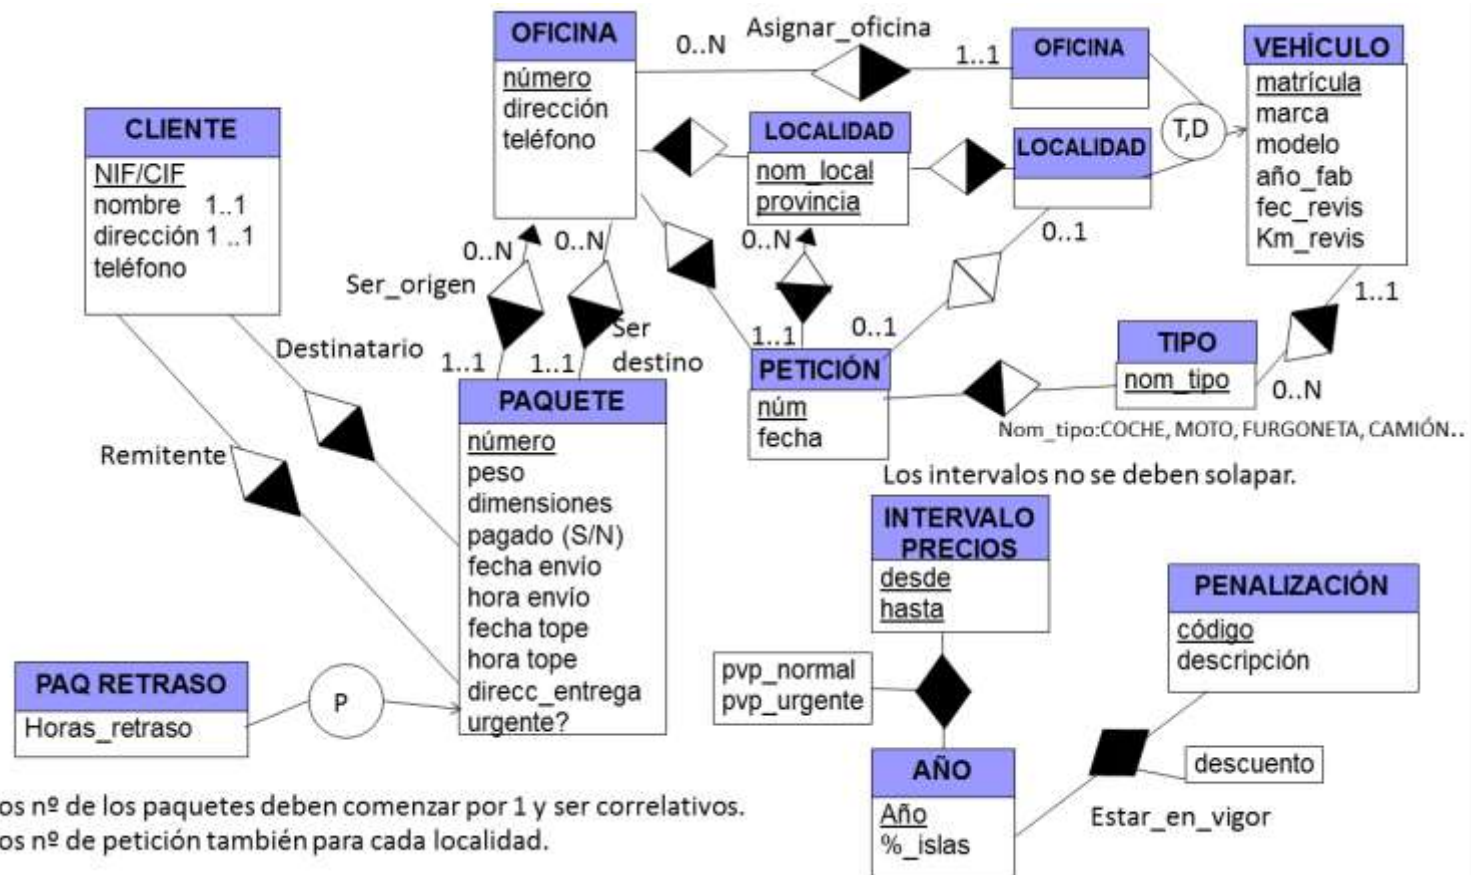 OFICINA
número
dirección
teléfono
0..N
Asignar_oficina
1..1
OFICINA
VEHÍCULO
matrícula
marca
modelo
año_fab
fec_revis
Km_revis
T,D
CLIENTE
NIF/CIF
nombre 1..1
dirección 1 ..1
teléfono
LOCALIDAD
nom_local
provincia
LOCALIDAD
0..N
0..N
0..N
0..1
1..1
Ser_origen
Ser
destino
Destinatario
1..1
1..1
1..1
0..1
Remitente
PAQUETE
número
peso
dimensiones
pagado (S/N)
fecha envío
hora envío
fecha tope
hora tope
direcc_entrega
urgente?
PETICIÓN
núm
fecha
TIPO
nom_tipo
0..N
Nom_tipo:COCHE, MOTO, FURGONETA, CAMIÓN..
Los intervalos no se deben solapar.
INTERVALO
PRECIOS
desde
hasta
PENALIZACIÓN
código
descripción
PAQ RETRASO
Horas_retraso
P
pvp_normal
pvp_urgente
AÑO
Año
%_islas
descuento
Estar_en_vigor
os nº de los paquetes deben comenzar por 1 y ser correlativos.
os nº de petición también para cada localidad.